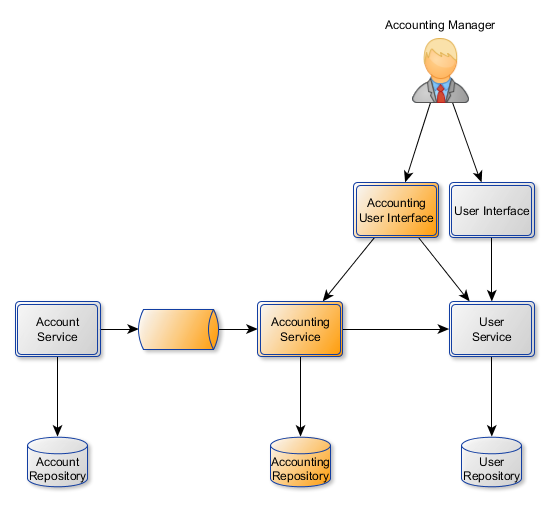 Accounting Manager
Accounting
User Interface
User Interface
Account
Service
Accounting
Service
User
Service
Account
Repository
Accounting
Repository
User
Repository